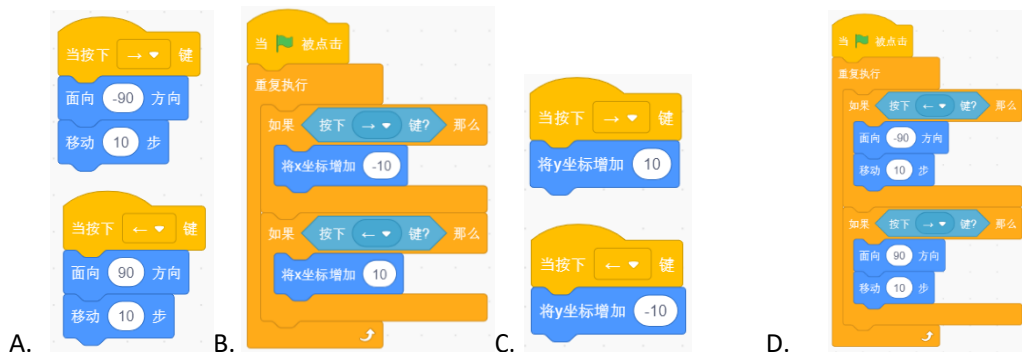 当按下 → 键
面向 -90 方向
移动 10 步
当按下 ← 键
面向 90 方向
移动 10 步
A.
当 被点击
重复执行
如果 按下 → 键? 那么
将x坐标增加 -10
如果 按下 ← 键? 那么
将x坐标增加 10
B.
当按下 → 键
将y坐标增加 10
当按下 ← 键
将y坐标增加 -10
C.
当 被点击
重复执行
如果 按下 ← 键? 那么
面向 -90 方向
移动 10 步
如果 按下 → 键? 那么
面向 90 方向
移动 10 步
D.